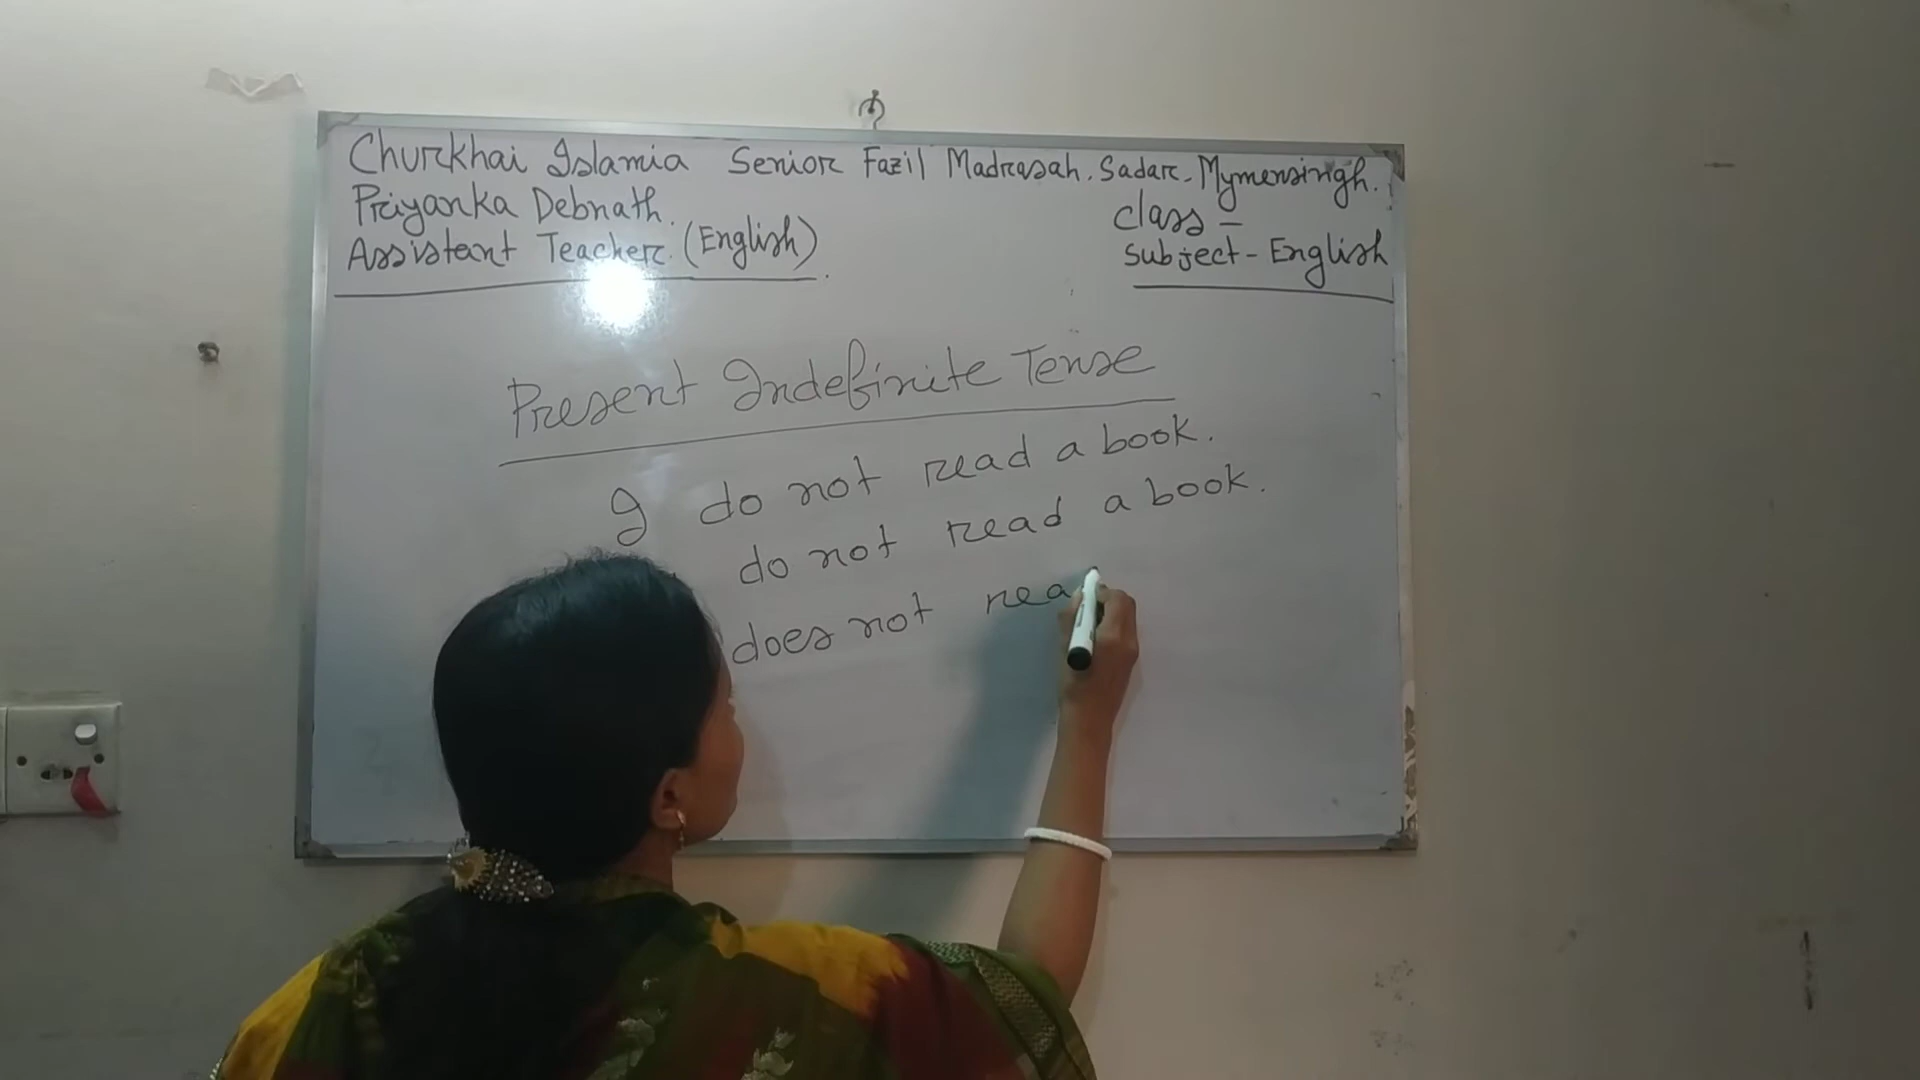 Churkhai Islamia Senior Fazil Madrasah. Sadar. Mymensingh.
Priyanka Debnath.
Class -
Assistant Teacher. (English).
Subject - English
Present Indefinite Tense
I do not read a book.
do not read a book.
does not rea